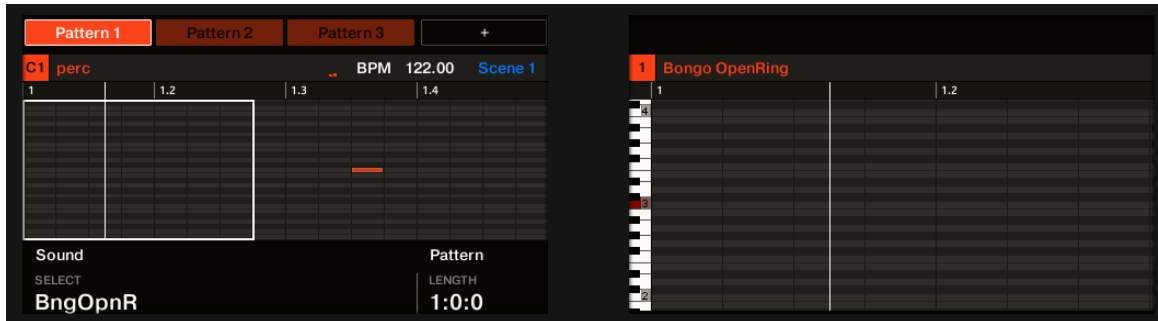 Pattern 1 Pattern 2 Pattern 3 +
C1 perc BPM 122.00 Scene 1
1 1.2 1.3 1.4
Sound Pattern
SELECT LENGTH
BngOpnR 1:0:0
1 Bongo OpenRing
1 1.2
4
3
2